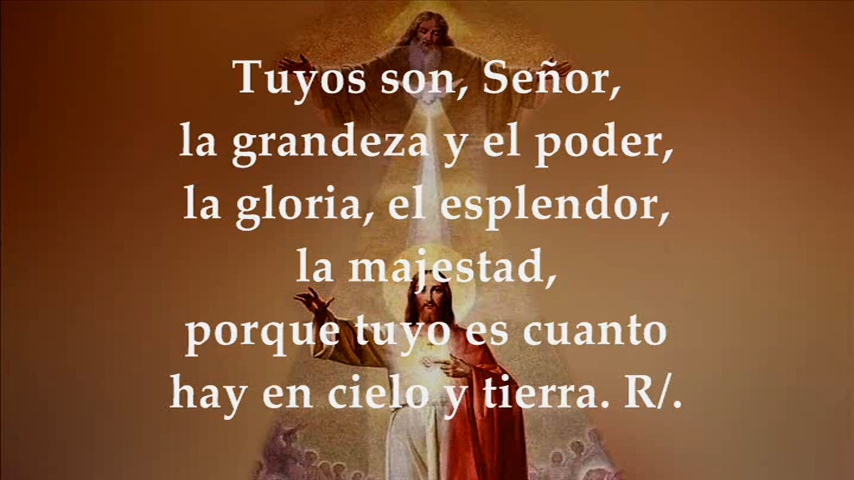 Tuyos son, Señor,
la grandeza y el poder,
la gloria, el esplendor,
la majestad,
porque tuyo es cuanto
hay en cielo y tierra. R/.